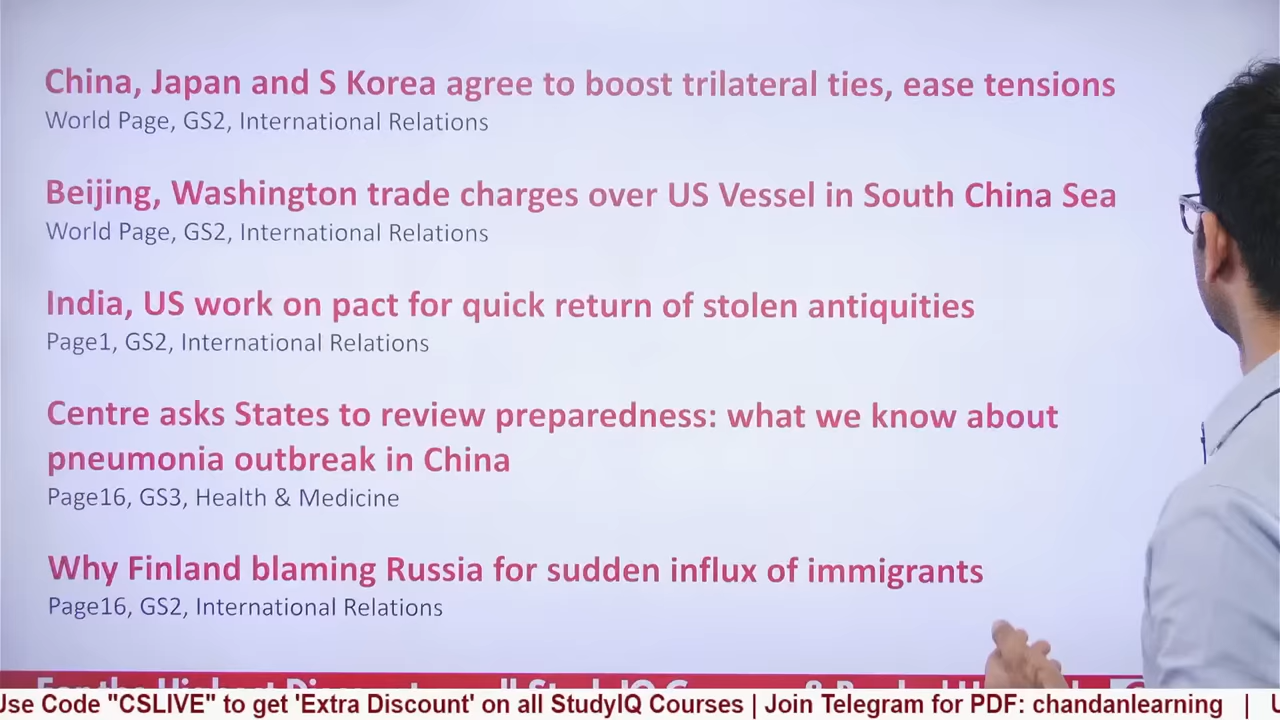 China, Japan and S Korea agree to boost trilateral ties, ease tensions
World Page, GS2, International Relations
Beijing, Washington trade charges over US Vessel in South China Sea
World Page, GS2, International Relations
India, US work on pact for quick return of stolen antiquities
Page1, GS2, International Relations
Centre asks States to review preparedness: what we know about
pneumonia outbreak in China
Page16, GS3, Health & Medicine
Why Finland blaming Russia for sudden influx of immigrants
Page16, GS2, International Relations
Use Code "CSLIVE" to get 'Extra Discount' on all StudyIQ Courses | Join Telegram for PDF: chandanlearning |